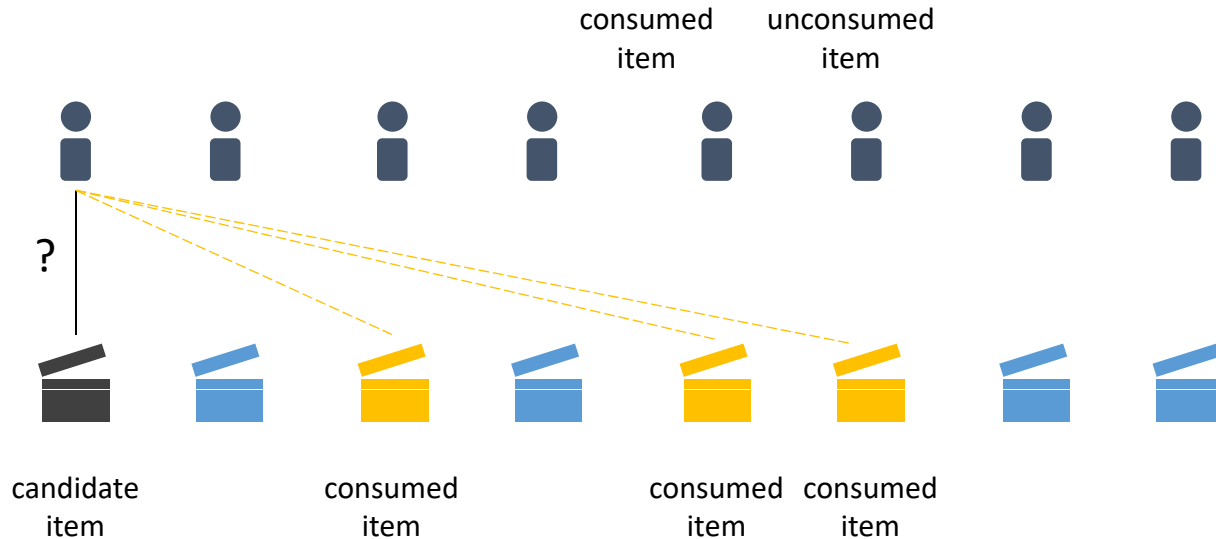 consumed unconsumed
item item
?
candidate consumed consumed consumed
item item item item